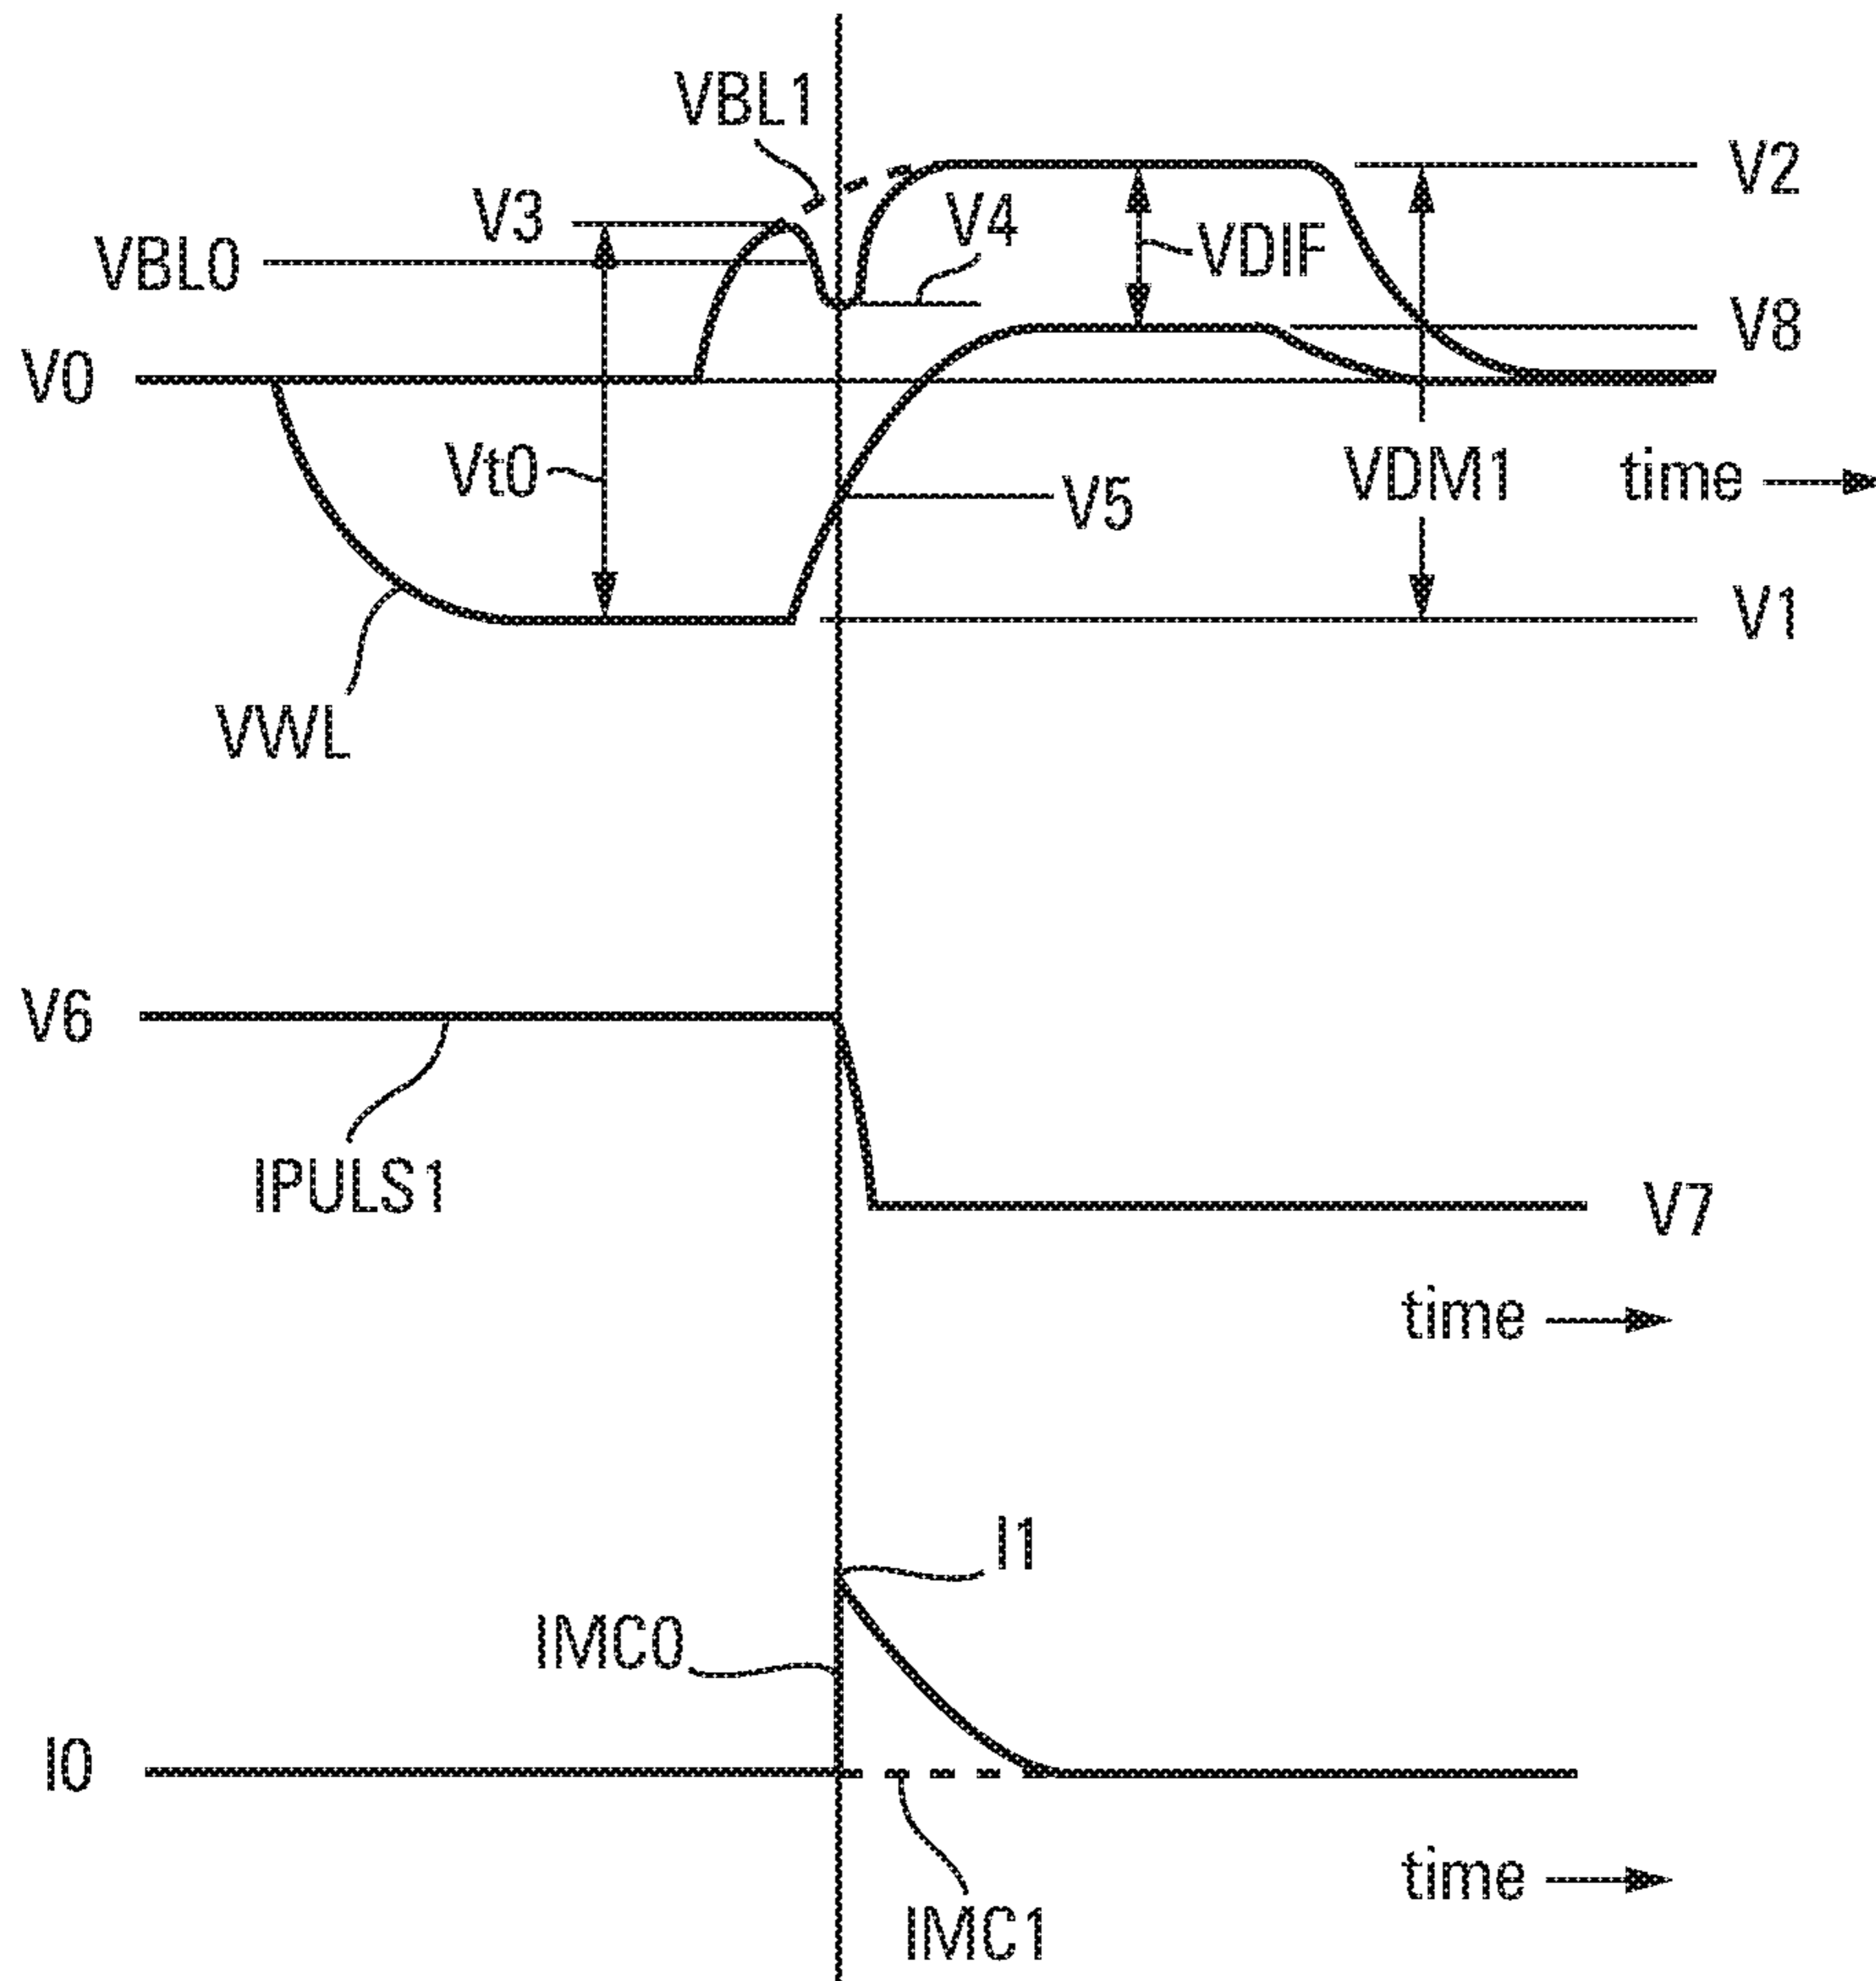 VBL1
V2
V3
V4
VBL0
VDIF
V8
V0
Vt0
VDM1
time
V5
V1
VWL
V6
IPULS1
V7
time
I1
IMC0
I0
time
IMC1